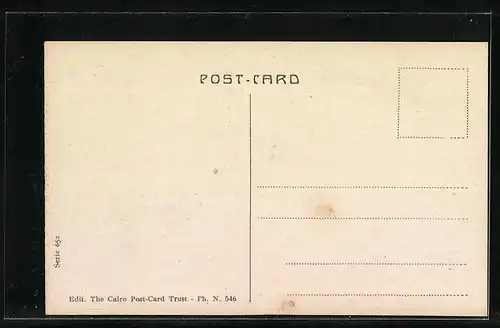 POST-CARD
Serie 652
Edit. The Cairo Post-Card Trust - Ph. N. 546